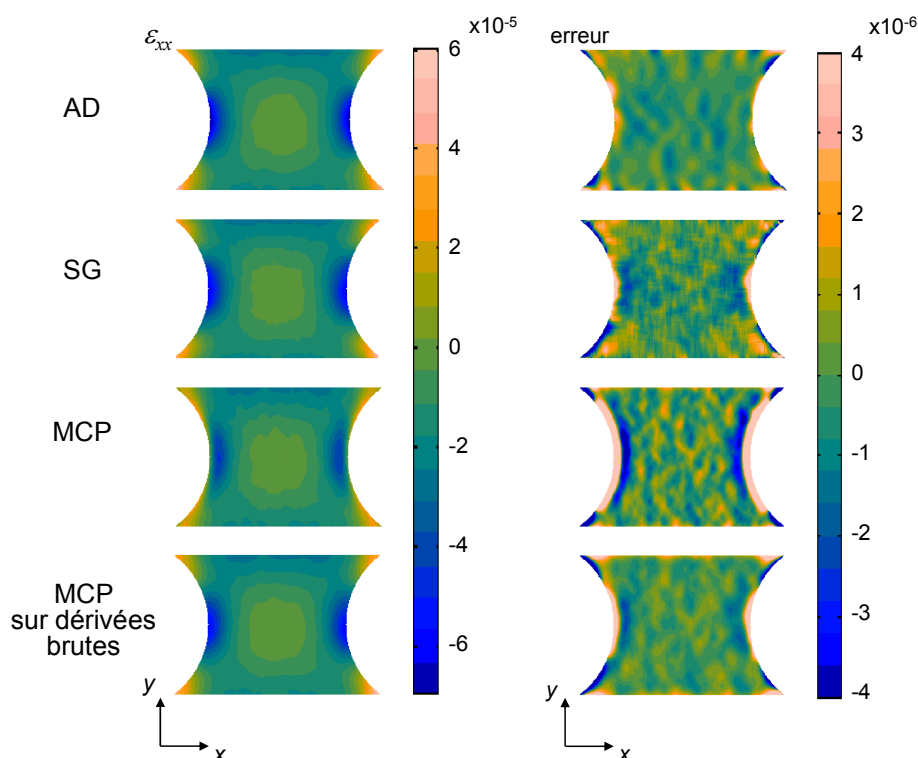 εxx
x10-5
erreur
x10-6
AD
SG
MCP
MCP
sur dérivées
brutes
6
4
2
0
-2
-4
-6
4
3
2
1
0
-1
-2
-3
-4
y
x
y
x